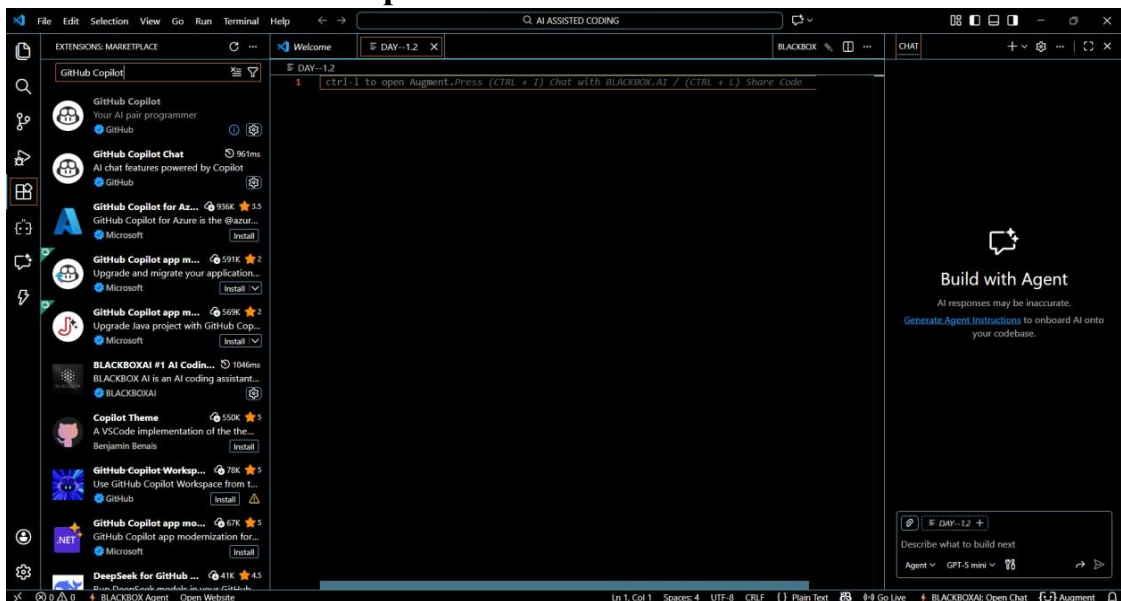 File Edit Selection View Go Run Terminal Help
AI ASSISTED CODING
EXTENSIONS: MARKETPLACE
GitHub Copilot
GitHub Copilot
Your AI pair programmer
GitHub
GitHub Copilot Chat 961ms
AI chat features powered by Copilot
GitHub
GitHub Copilot for Az... 936K 3.5
GitHub Copilot for Azure is the @azur...
Microsoft Install
GitHub Copilot app m... 591K 2
Upgrade and migrate your application...
Microsoft Install
GitHub Copilot app m... 569K 2
Upgrade Java project with GitHub Cop...
Microsoft Install
BLACKBOXAI #1 AI Codin... 1046ms
BLACKBOX AI is an AI coding assistant...
BLACKBOXAI
Copilot Theme 550K 5
A VSCode implementation of the the...
Benjamin Benais Install
GitHub Copilot Worksp... 78K 5
Use GitHub Copilot Workspace from t...
GitHub Install
GitHub Copilot app mo... 67K 5
.NET
GitHub Copilot app modernization for...
Microsoft Install
DeepSeek for GitHub ... 41K 4.5
Run DeepSeek models in your GitHub
Welcome DAY--1.2 BLACKBOX
DAY--1.2
1 ctrl-l to open Augment.Press (CTRL + I) Chat with BLACKBOX.AI / (CTRL + L) Share Code
CHAT
Build with Agent
AI responses may be inaccurate.
Generate Agent Instructions to onboard AI onto
your codebase.
DAY--1.2
Describe what to build next
Agent GPT-5 mini
0 0 BLACKBOX Agent Open Website Ln 1, Col 1 Spaces: 4 UTF-8 CRLF {} Plain Text Go Live BLACKBOXAI: Open Chat Augment